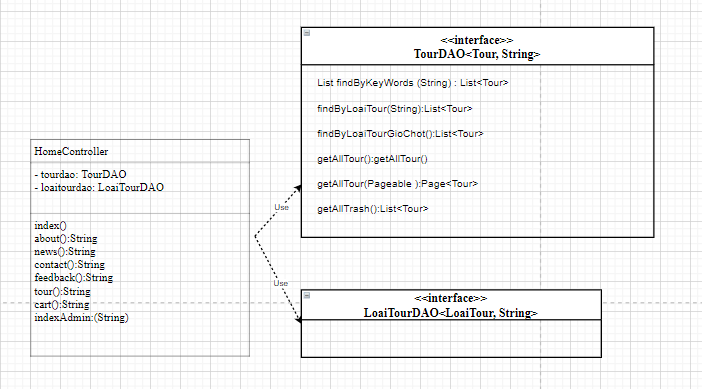 <<interface>>
TourDAO<Tour, String>
List findByKeyWords (String) : List<Tour>
findByLoaiTour(String):List<Tour>
findByLoaiTourGioChot():List<Tour>
getAllTour():getAllTour()
getAllTour(Pageable ):Page<Tour>
getAllTrash():List<Tour>
HomeController
- tourdao: TourDAO
- loaitourdao: LoaiTourDAO
index()
about():String
news():String
contact():String
feedback():String
tour():String
cart():String
indexAdmin:(String)
Use
Use
<<interface>>
LoaiTourDAO<LoaiTour, String>